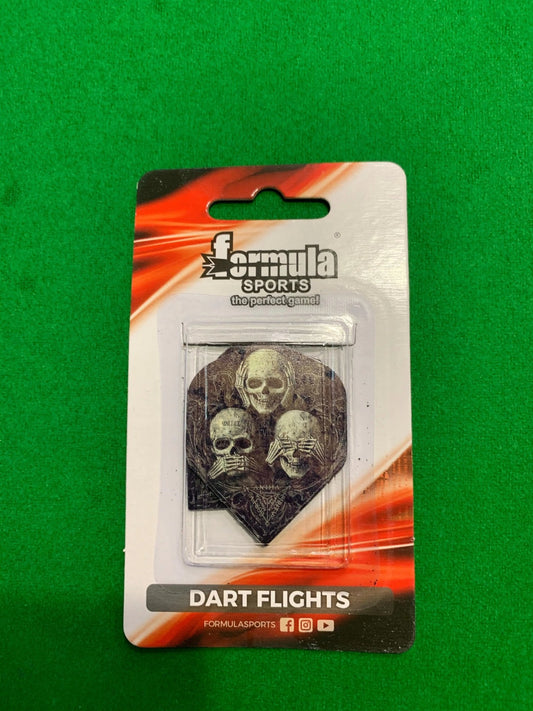 formula®
SPORTS
the perfect game!
DART FLIGHTS
FORMULASPORTS